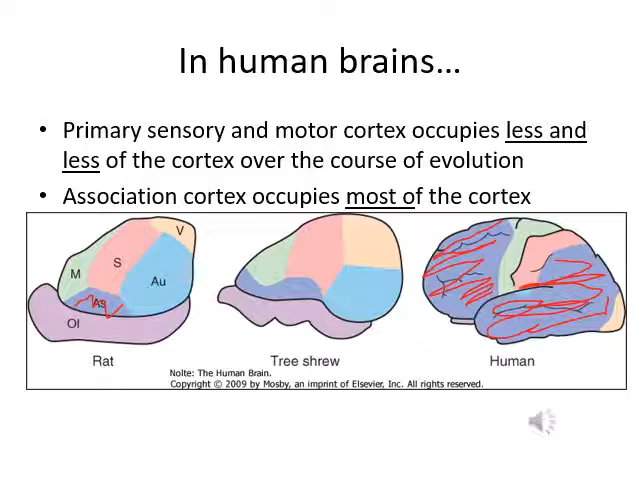 In human brains…
• Primary sensory and motor cortex occupies less and
less of the cortex over the course of evolution
• Association cortex occupies most of the cortex
V
M
S
Au
As
Ol
Rat
Tree shrew
Human
Nolte: The Human Brain.
Copyright © 2009 by Mosby, an imprint of Elsevier, Inc. All rights reserved.